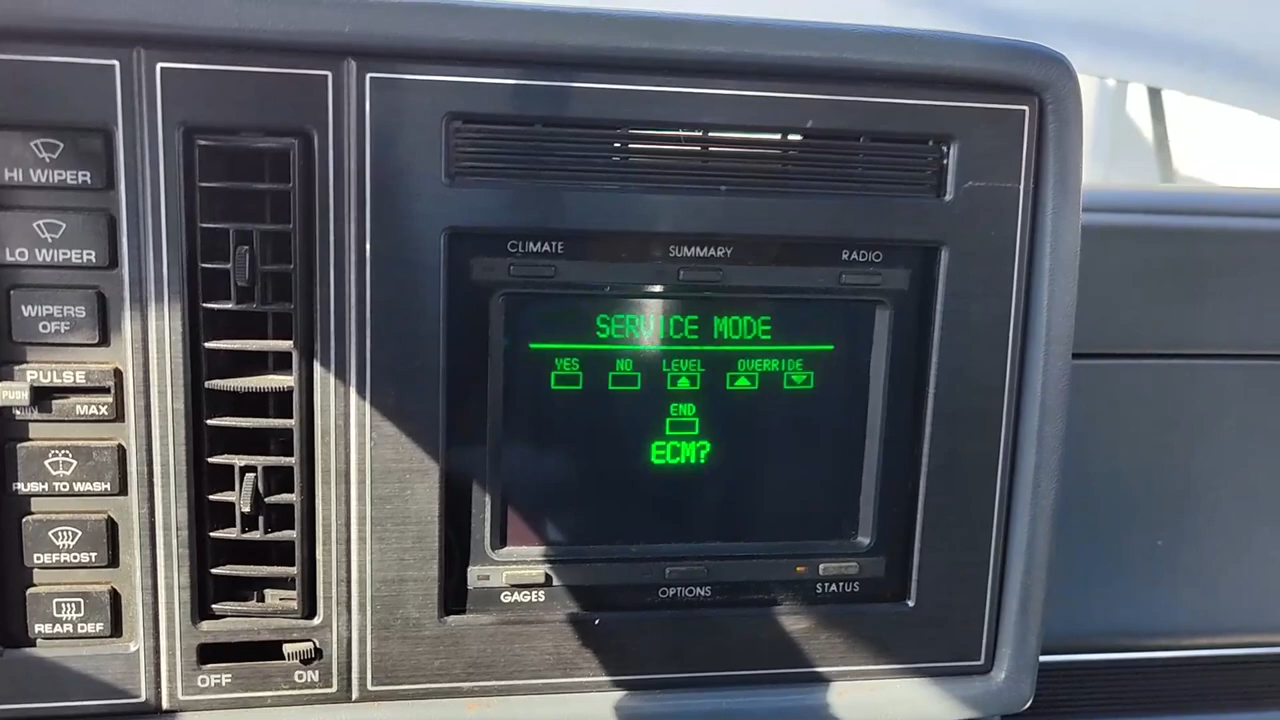 HI WIPER
LO WIPER
WIPERS
OFF
PULSE
PUSH
MIN MAX
PUSH TO WASH
DEFROST
REAR DEF
OFF ON
CLIMATE SUMMARY RADIO
SERVICE MODE
YES NO LEVEL OVERRIDE
END
ECM?
GAGES OPTIONS STATUS